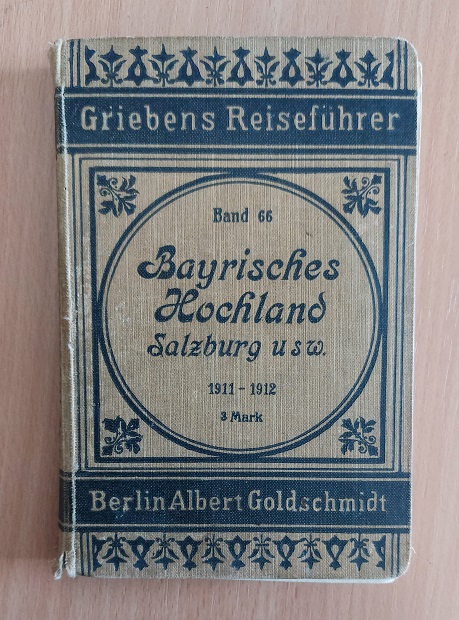 Griebens Reiseführer
Band 66
Bayrisches
Hochland
Salzburg usw.
1911-1912
3 Mark
Berlin Albert Goldschmidt